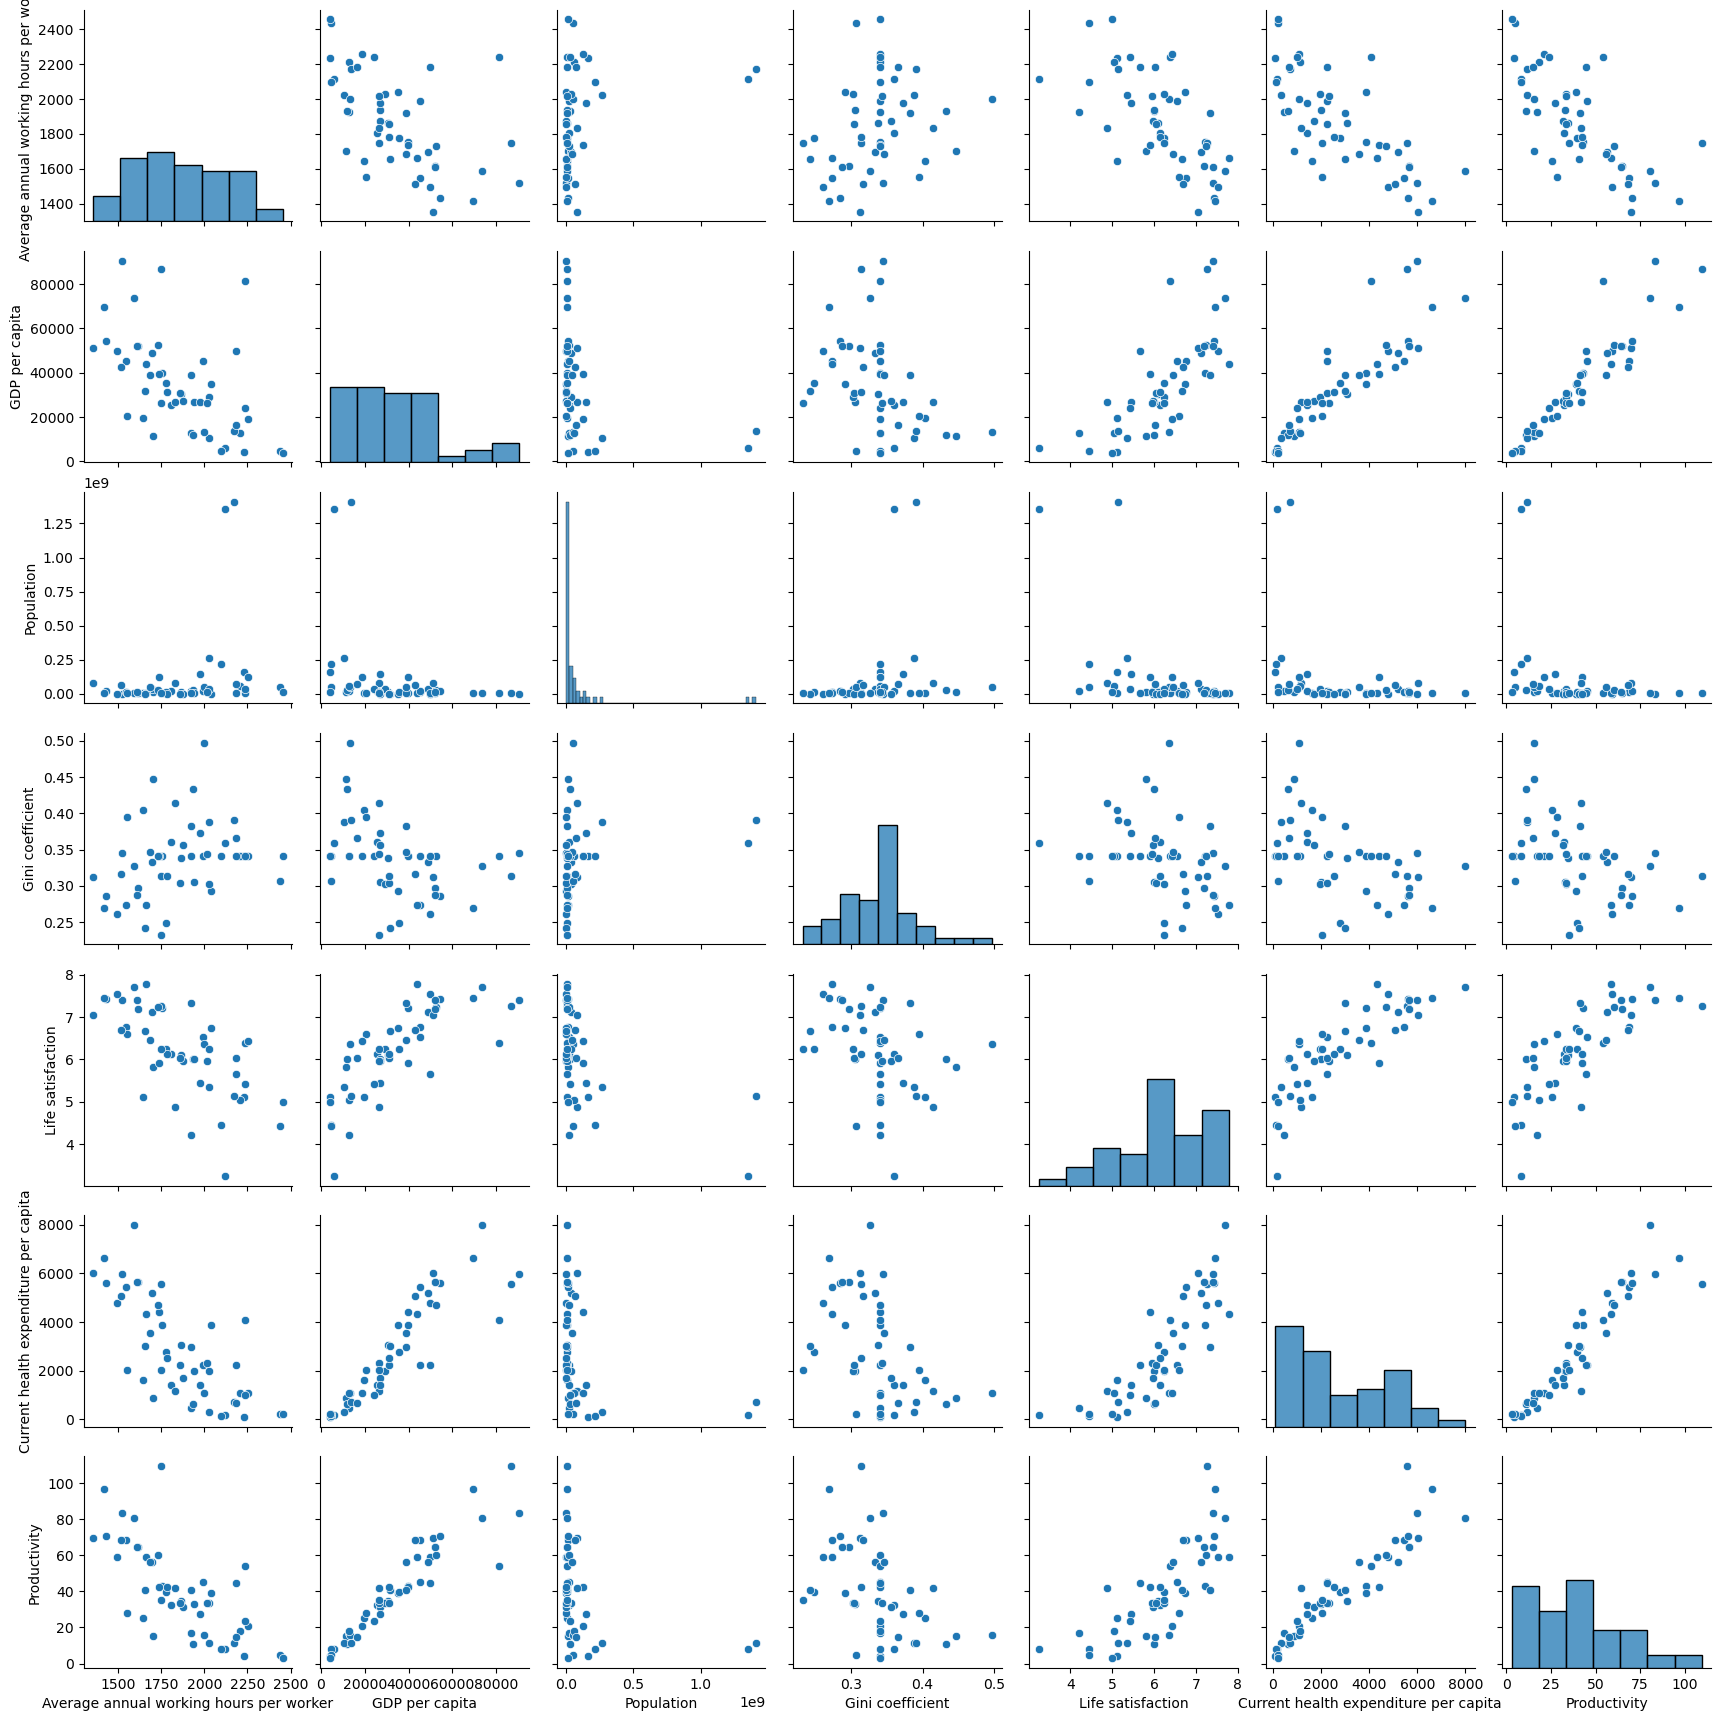 Average annual working hours per wo
2400
2200
2000
1800
1600
1400
GDP per capita
80000
60000
40000
20000
0
1e9
Population
1.25
1.00
0.75
0.50
0.25
0.00
Gini coefficient
0.50
0.45
0.40
0.35
0.30
0.25
Life satisfaction
8
7
6
5
4
Current health expenditure per capita
8000
6000
4000
2000
0
Productivity
100
80
60
40
20
0
1500 1750 2000 2250 2500
0 20000 40000 60000 80000
0.0 0.5 1.0
1e9
0.3 0.4 0.5
4 5 6 7 8
0 2000 4000 6000 8000
0 25 50 75 100
Average annual working hours per worker GDP per capita Population Gini coefficient Life satisfaction Current health expenditure per capita Productivity